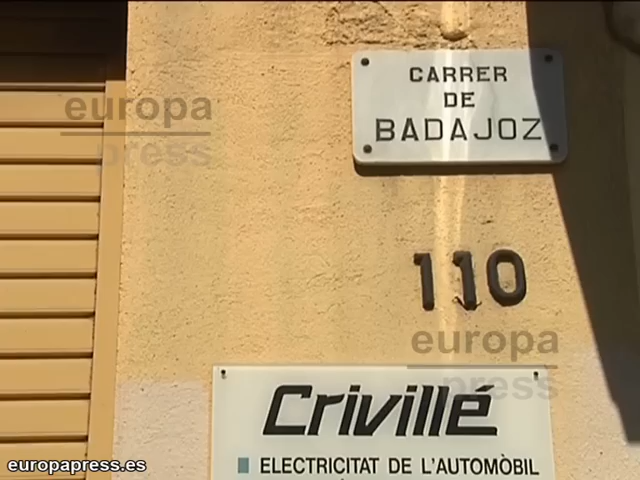 europa
press
CARRER
DE
BADAJOZ
110
europa
press
Crivillé
ELECTRICITAT DE L'AUTOMÒBIL
europapress.es